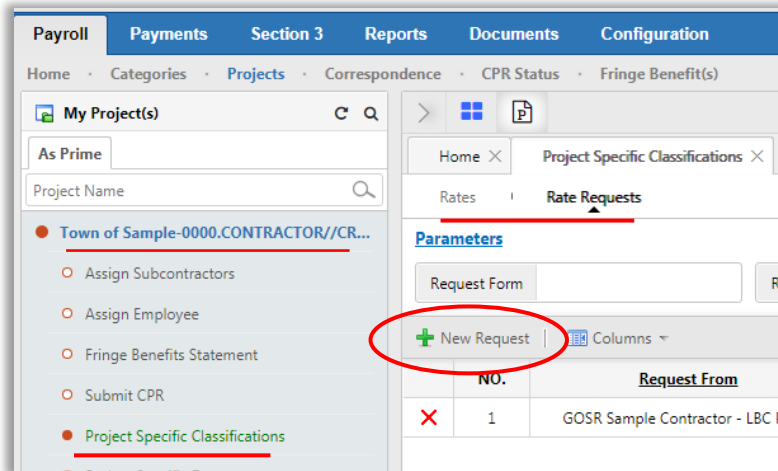 Payroll Payments Section 3 Reports Documents Configuration
Home · Categories · Projects · Correspondence · CPR Status · Fringe Benefit(s)
My Project(s)
As Prime
Project Name
Town of Sample-0000.CONTRACTOR//CR...
Assign Subcontractors
Assign Employee
Fringe Benefits Statement
Submit CPR
Project Specific Classifications
P
Home Project Specific Classifications
Rates Rate Requests
Parameters
Request Form R
New Request Columns
NO. Request From
1 GOSR Sample Contractor - LBC